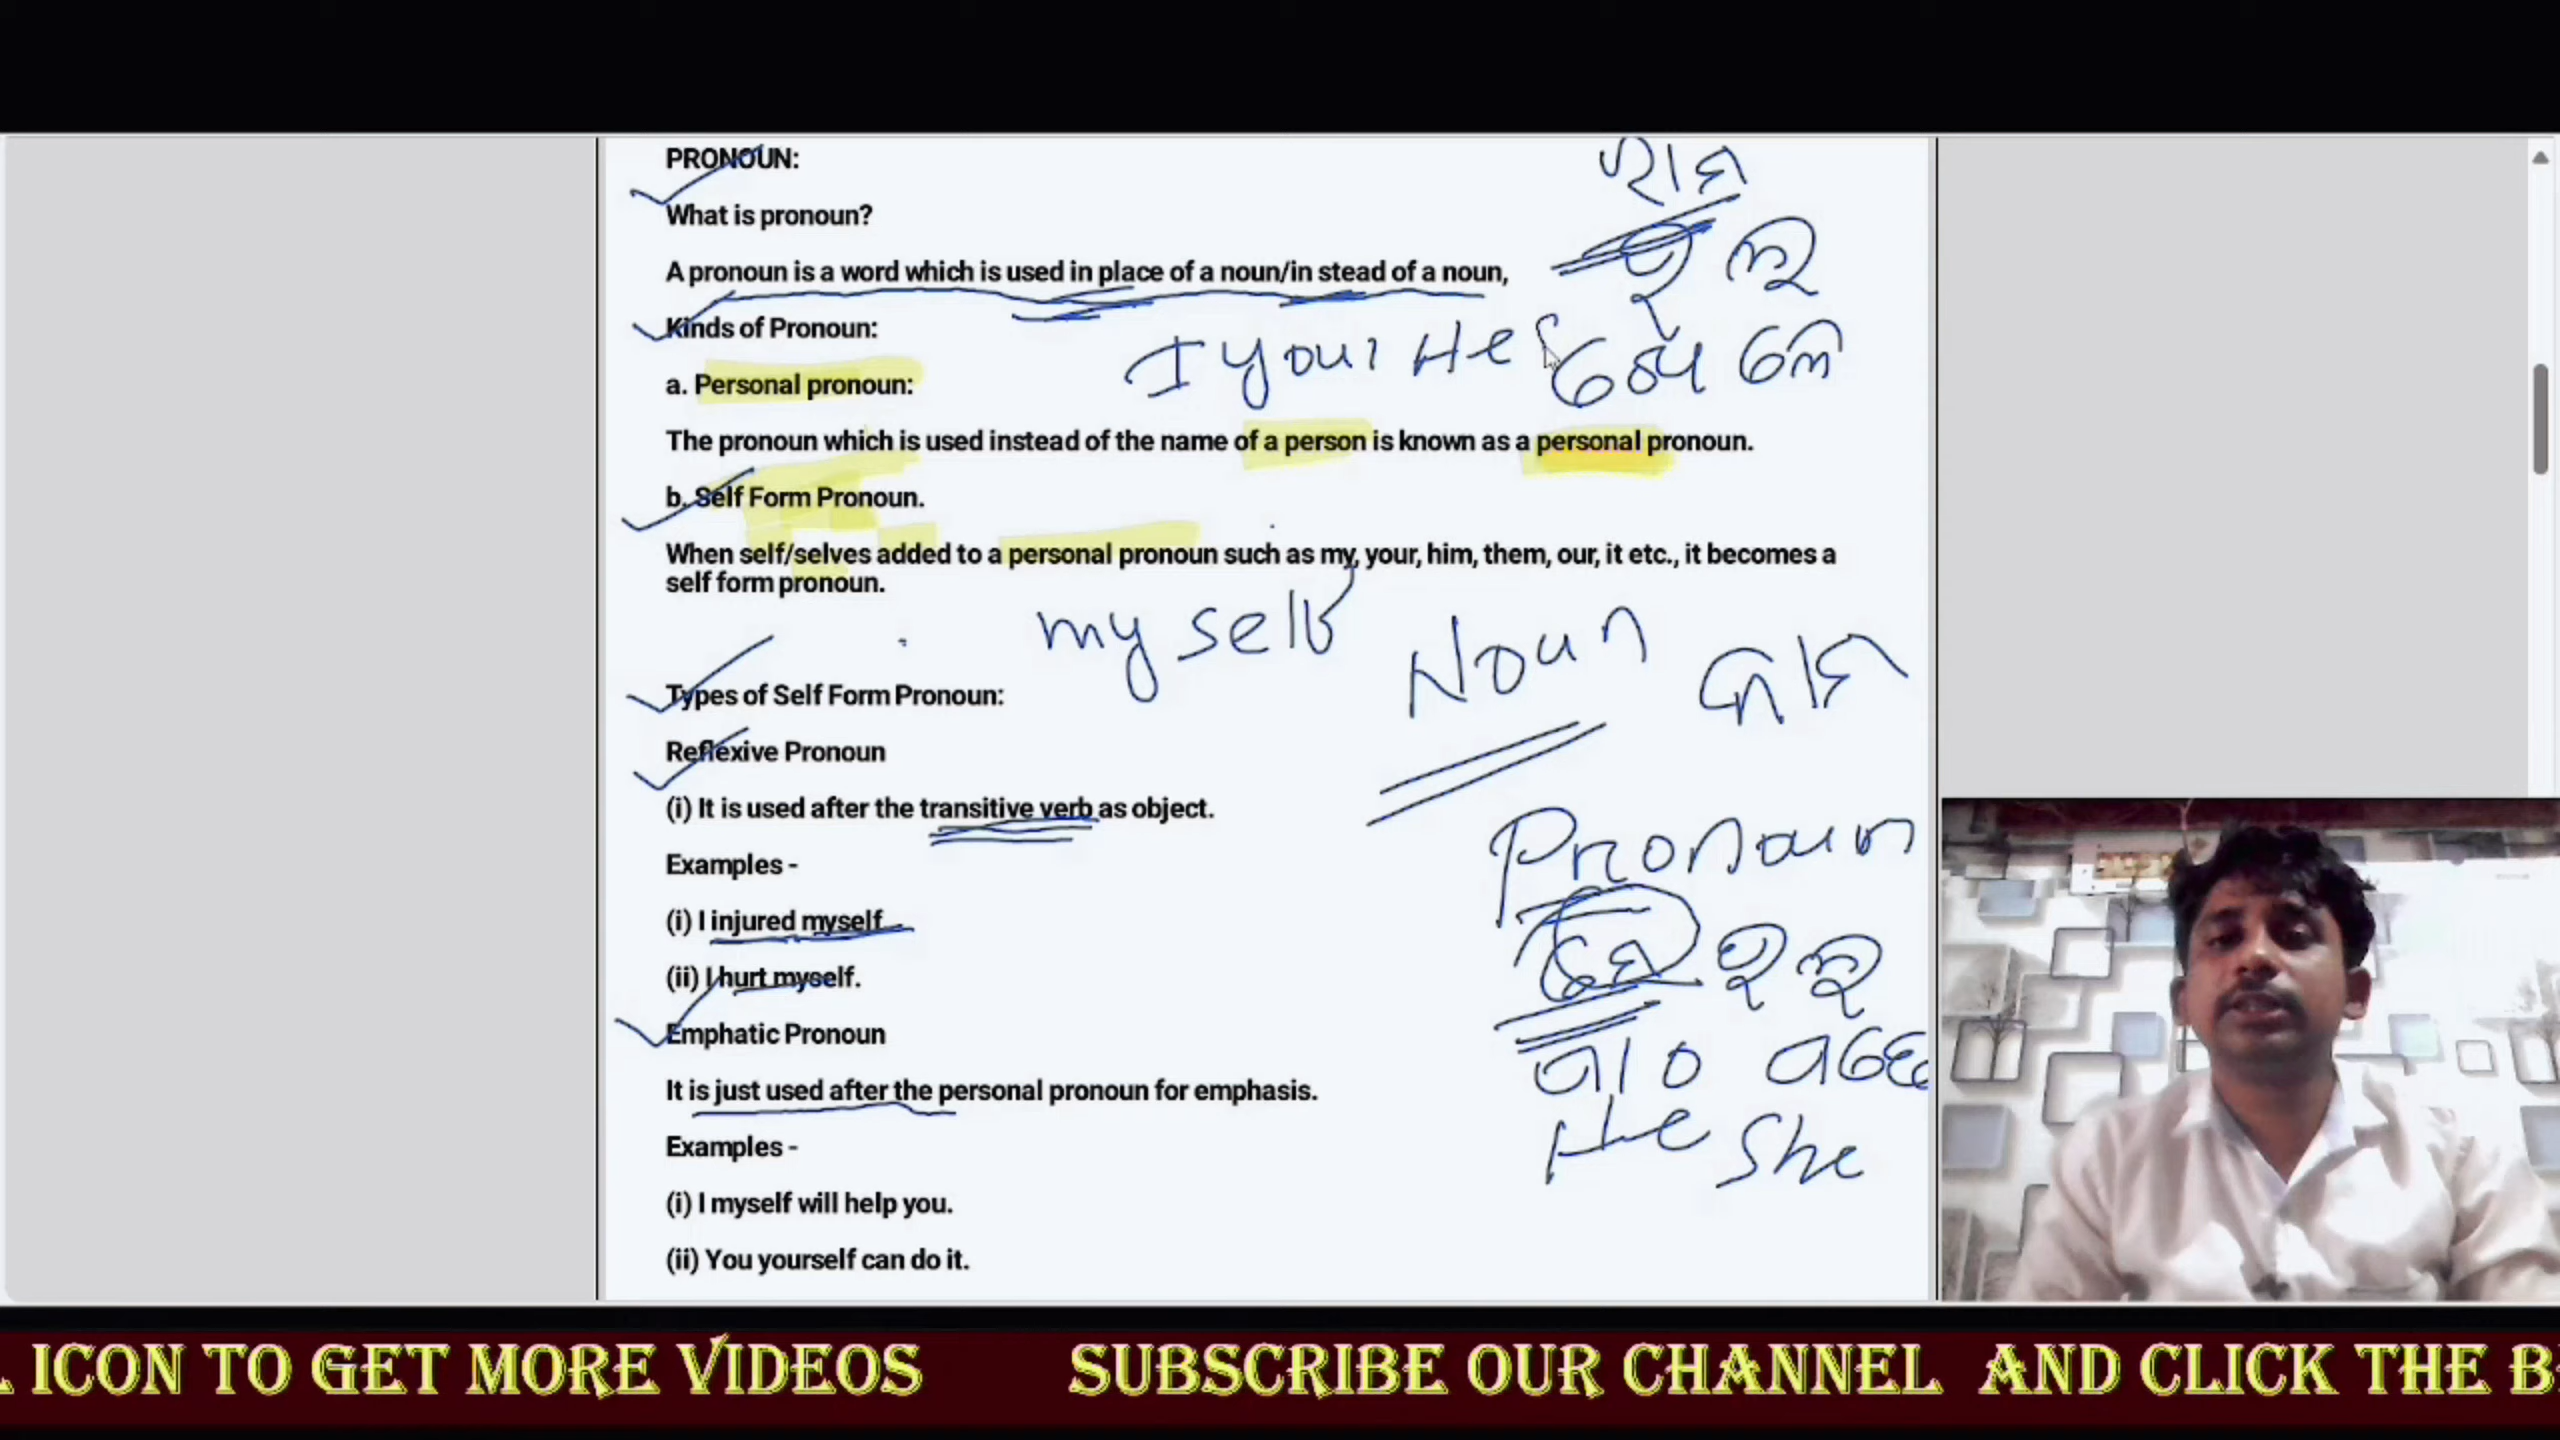 PRONOUN:
ରାମ
What is pronoun?
A pronoun is a word which is used in place of a noun/in stead of a noun,
Kinds of Pronoun:
I your He
a. Personal pronoun:
The pronoun which is used instead of the name of a person is known as a personal pronoun.
b. Self Form Pronoun.
When self/selves added to a personal pronoun such as my, your, him, them, our, it etc., it becomes a
self form pronoun.
my self
Noun
ନାମ
Types of Self Form Pronoun:
Reflexive Pronoun
(i) It is used after the transitive verb as object.
Pronoun
Examples -
(i) I injured myself
(ii) I hurt myself.
Emphatic Pronoun
It is just used after the personal pronoun for emphasis.
He She
Examples -
(i) I myself will help you.
(ii) You yourself can do it.
ICON TO GET MORE VIDEOS SUBSCRIBE OUR CHANNEL AND CLICK THE